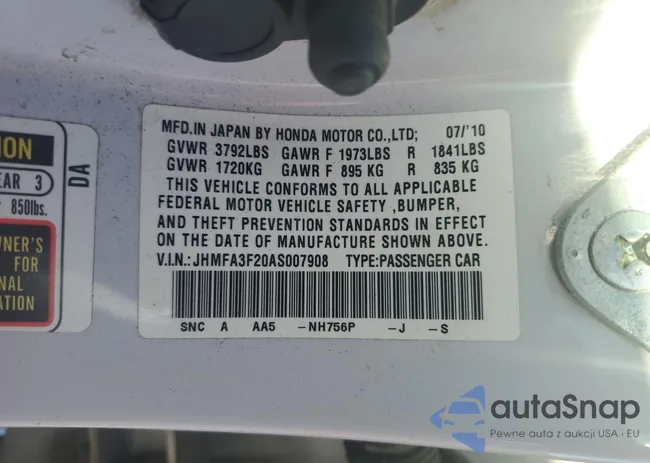 MFD.IN JAPAN BY HONDA MOTOR CO.,LTD; 07/'10
GVWR 3792LBS GAWR F 1973LBS R 1841LBS
GVWR 1720KG GAWR F 895 KG R 835 KG
THIS VEHICLE CONFORMS TO ALL APPLICABLE
FEDERAL MOTOR VEHICLE SAFETY ,BUMPER,
AND THEFT PREVENTION STANDARDS IN EFFECT
ON THE DATE OF MANUFACTURE SHOWN ABOVE.
V.I.N.:JHMFA3F20AS007908 TYPE:PASSENGER CAR
SNC A AA5 -NH756P -J -S
ION
EAR 3
850lbs.
WNER'S
FOR
NAL
ATION
DA
autaSnap
Pewne auta z aukcji USA i EU